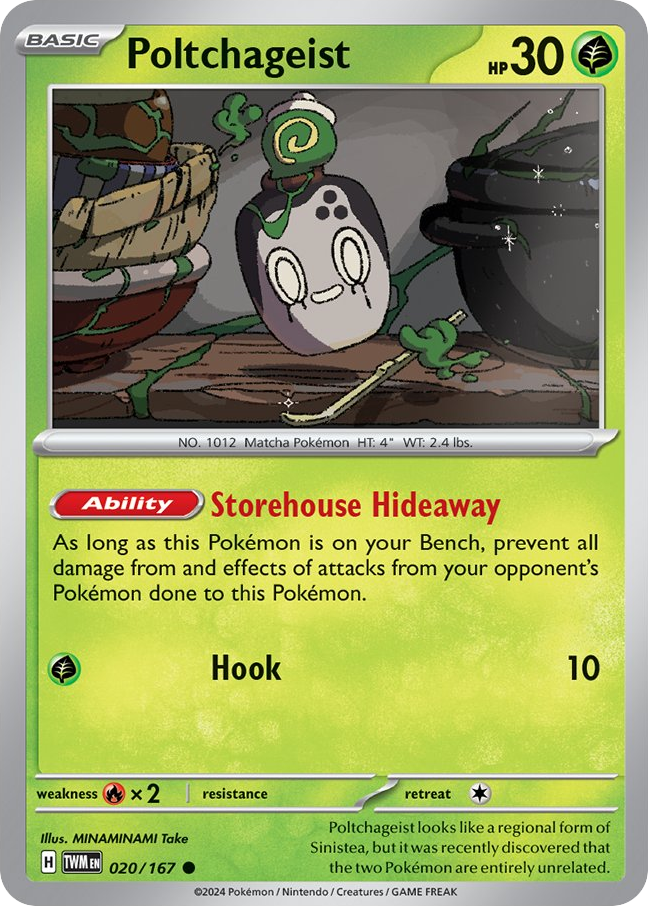 BASIC
Poltchageist
HP 30
NO. 1012 Matcha Pokémon HT: 4" WT: 2.4 lbs.
Ability Storehouse Hideaway
As long as this Pokémon is on your Bench, prevent all
damage from and effects of attacks from your opponent's
Pokémon done to this Pokémon.
Hook 10
weakness ×2 resistance retreat
Illus. MINAMINAMI Take
H TWM EN 020/167
Poltchageist looks like a regional form of
Sinistea, but it was recently discovered that
the two Pokémon are entirely unrelated.
©2024 Pokémon / Nintendo / Creatures / GAME FREAK